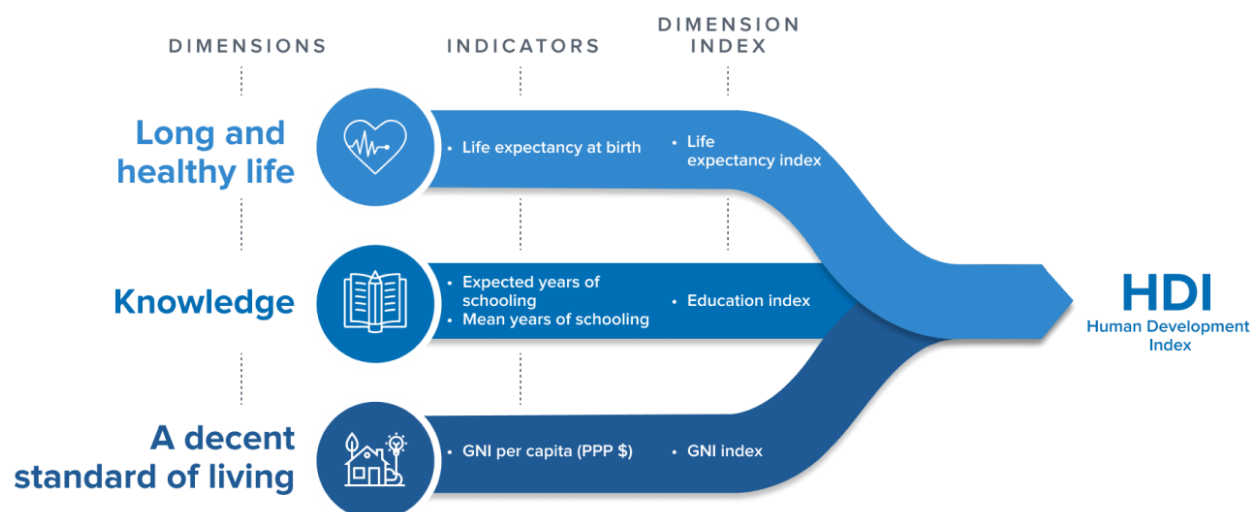 DIMENSIONS
INDICATORS
DIMENSION
INDEX
Long and
healthy life
• Life expectancy at birth
• Life
expectancy index
Knowledge
• Expected years of
schooling
• Mean years of schooling
• Education index
A decent
standard of living
• GNI per capita (PPP $)
• GNI index
HDI
Human Development
Index